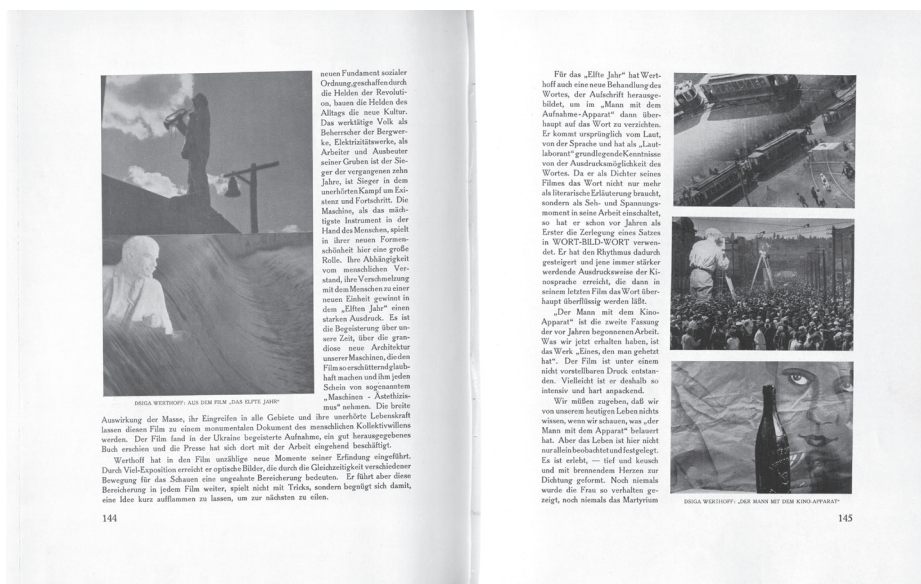 neuen Fundament sozialer
Ordnung,geschaffen durch
die Helden der Revoluti-
on, bauen die Helden des
Alltags die neue Kultur.
Das werktätige Volk als
Beherrscher der Bergwer-
ke, Elektrizitätswerke, als
Arbeiter und Ausbeuter
seiner Gruben ist der Sie-
ger der vergangenen zehn
Jahre, ist Sieger in dem
unerhörten Kampf um Exi-
stenz und Fortschritt. Die
Maschine, als das mäch-
tigste Instrument in der
Hand des Menschen, spielt
in ihrer neuen Formen-
schönheit hier eine große
Rolle. Ihre Abhängigkeit
vom menschlichen Ver-
stand, ihre Verschmelzung
mit dem Menschen zu einer
neuen Einheit gewinnt in
dem „Elften Jahr“ einen
starken Ausdruck. Es ist
die Begeisterung über un-
sere Zeit, über die gran-
diose neue Architektur
unserer Maschinen, die den
Film so erschütternd glaub-
haft machen und ihm jeden
Schein von sogenanntem
„Maschinen - Ästethizis-
mus“ nehmen. Die breite
DSIGA WERTHOFF: AUS DEM FILM „DAS ELFTE JAHR“
Auswirkung der Masse, ihr Eingreifen in alle Gebiete und ihre unerhörte Lebenskraft
lassen diesen Film zu einem monumentalen Dokument des menschlichen Kollektivwillens
werden. Der Film fand in der Ukraine begeisterte Aufnahme, ein gut herausgegebenes
Buch erschien und die Presse hat sich dort mit der Arbeit eingehend beschäftigt.
Werthoff hat in den Film unzählige neue Momente seiner Erfindung eingeführt.
Durch Viel-Exposition erreicht er optische Bilder, die durch die Gleichzeitigkeit verschiedener
Bewegung für das Schauen eine ungeahnte Bereicherung bedeuten. Er führt aber diese
Bereicherung in jedem Film weiter, spielt nicht mit Tricks, sondern begnügt sich damit,
eine Idee kurz aufflammen zu lassen, um zur nächsten zu eilen.
144
Für das „Elfte Jahr“ hat Wert-
hoff auch eine neue Behandlung des
Wortes, der Aufschrift herausge-
bildet, um im „Mann mit dem
Aufnahme-Apparat“ dann über-
haupt auf das Wort zu verzichten.
Er kommt ursprünglich vom Laut,
von der Sprache und hat als „Laut-
laborant“ grundlegende Kenntnisse
von der Ausdrucksmöglichkeit des
Wortes. Da er als Dichter seines
Filmes das Wort nicht nur mehr
als literarische Erläuterung braucht,
sondern als Seh- und Spannungs-
moment in seine Arbeit einschaltet,
so hat er schon vor Jahren als
Erster die Zerlegung eines Satzes
in WORT-BILD-WORT verwen-
det. Er hat den Rhythmus dadurch
gesteigert und jene immer stärker
werdende Ausdrucksweise der Ki-
nosprache erreicht, die dann in
seinem letzten Film das Wort über-
haupt überflüssig werden läßt.
„Der Mann mit dem Kino-
Apparat“ ist die zweite Fassung
der vor Jahren begonnenen Arbeit.
Was wir jetzt erhalten haben, ist
das Werk „Eines, den man gehetzt
hat“. Der Film ist unter einem
nicht vorstellbaren Druck entstan-
den. Vielleicht ist er deshalb so
intensiv und hart anpackend.
Wir müßen zugeben, daß wir
von unserem heutigen Leben nichts
wissen, wenn wir schauen, was „der
Mann mit dem Apparat“ belauert
hat. Aber das Leben ist hier nicht
nur allein beobachtet und festgelegt.
Es ist erlebt, — tief und keusch
und mit brennendem Herzen zur
Dichtung geformt. Noch niemals
wurde die Frau so verhalten ge-
zeigt, noch niemals das Martyrium
DSIGA WERTHOFF: „DER MANN MIT DEM KINO-APPARAT“
145